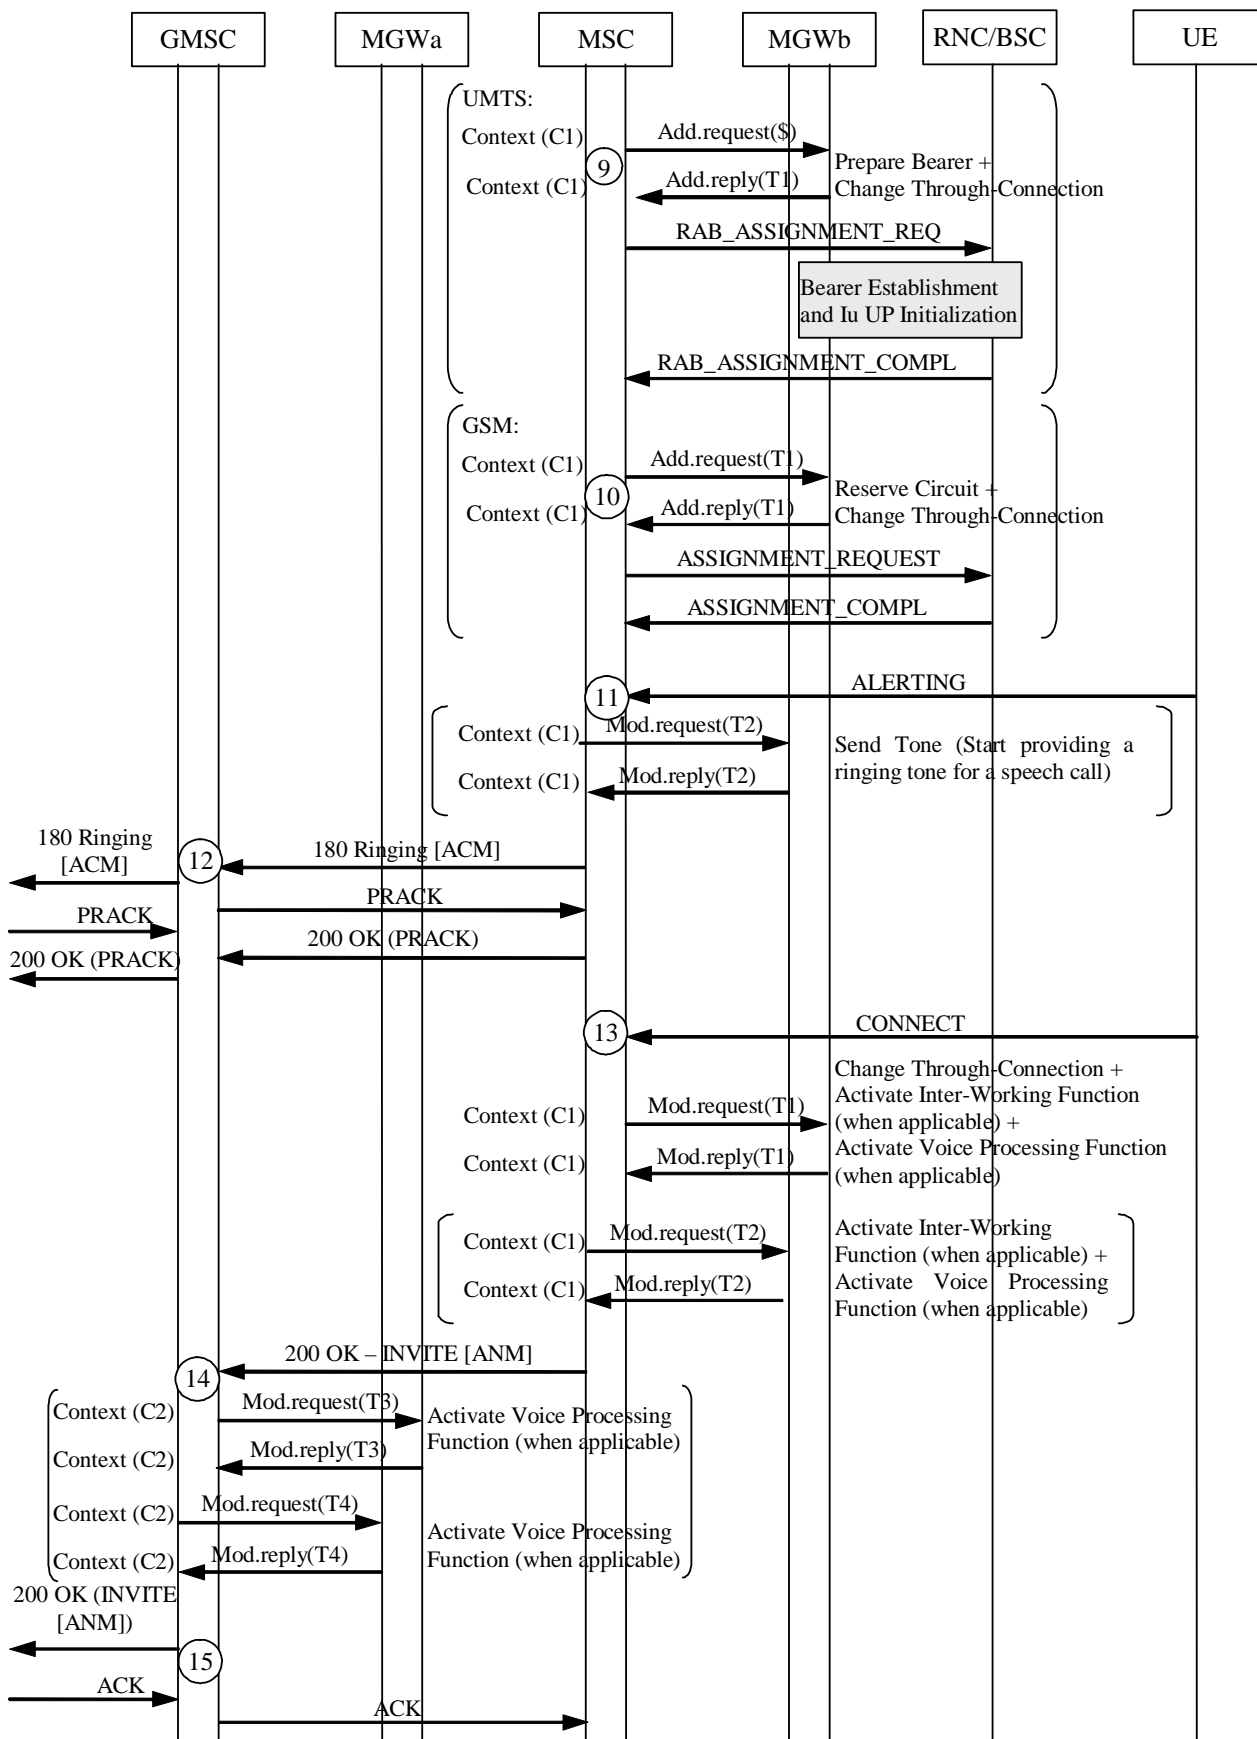 GMSC
MGWa
MSC
MGWb
RNC/BSC
UE
UMTS:
Context (C1)
Add.request($)
9
Prepare Bearer +
Change Through-Connection
Context (C1)
Add.reply(T1)
RAB_ASSIGNMENT_REQ
Bearer Establishment
and Iu UP Initialization
RAB_ASSIGNMENT_COMPL
GSM:
Context (C1)
Add.request(T1)
10
Reserve Circuit +
Change Through-Connection
Context (C1)
Add.reply(T1)
ASSIGNMENT_REQUEST
ASSIGNMENT_COMPL
11
ALERTING
Context (C1)
Mod.request(T2)
Send Tone (Start providing a
ringing tone for a speech call)
Context (C1)
Mod.reply(T2)
180 Ringing
[ACM]
12
180 Ringing [ACM]
PRACK
PRACK
200 OK (PRACK)
200 OK (PRACK)
13
CONNECT
Change Through-Connection +
Activate Inter-Working Function
(when applicable) +
Activate Voice Processing Function
(when applicable)
Context (C1)
Mod.request(T1)
Context (C1)
Mod.reply(T1)
Context (C1)
Mod.request(T2)
Activate Inter-Working
Function (when applicable) +
Activate Voice Processing
Function (when applicable)
Context (C1)
Mod.reply(T2)
200 OK – INVITE [ANM]
14
Context (C2)
Mod.request(T3)
Activate Voice Processing
Function (when applicable)
Context (C2)
Mod.reply(T3)
Context (C2)
Mod.request(T4)
Activate Voice Processing
Function (when applicable)
Context (C2)
Mod.reply(T4)
200 OK (INVITE
[ANM])
15
ACK
ACK